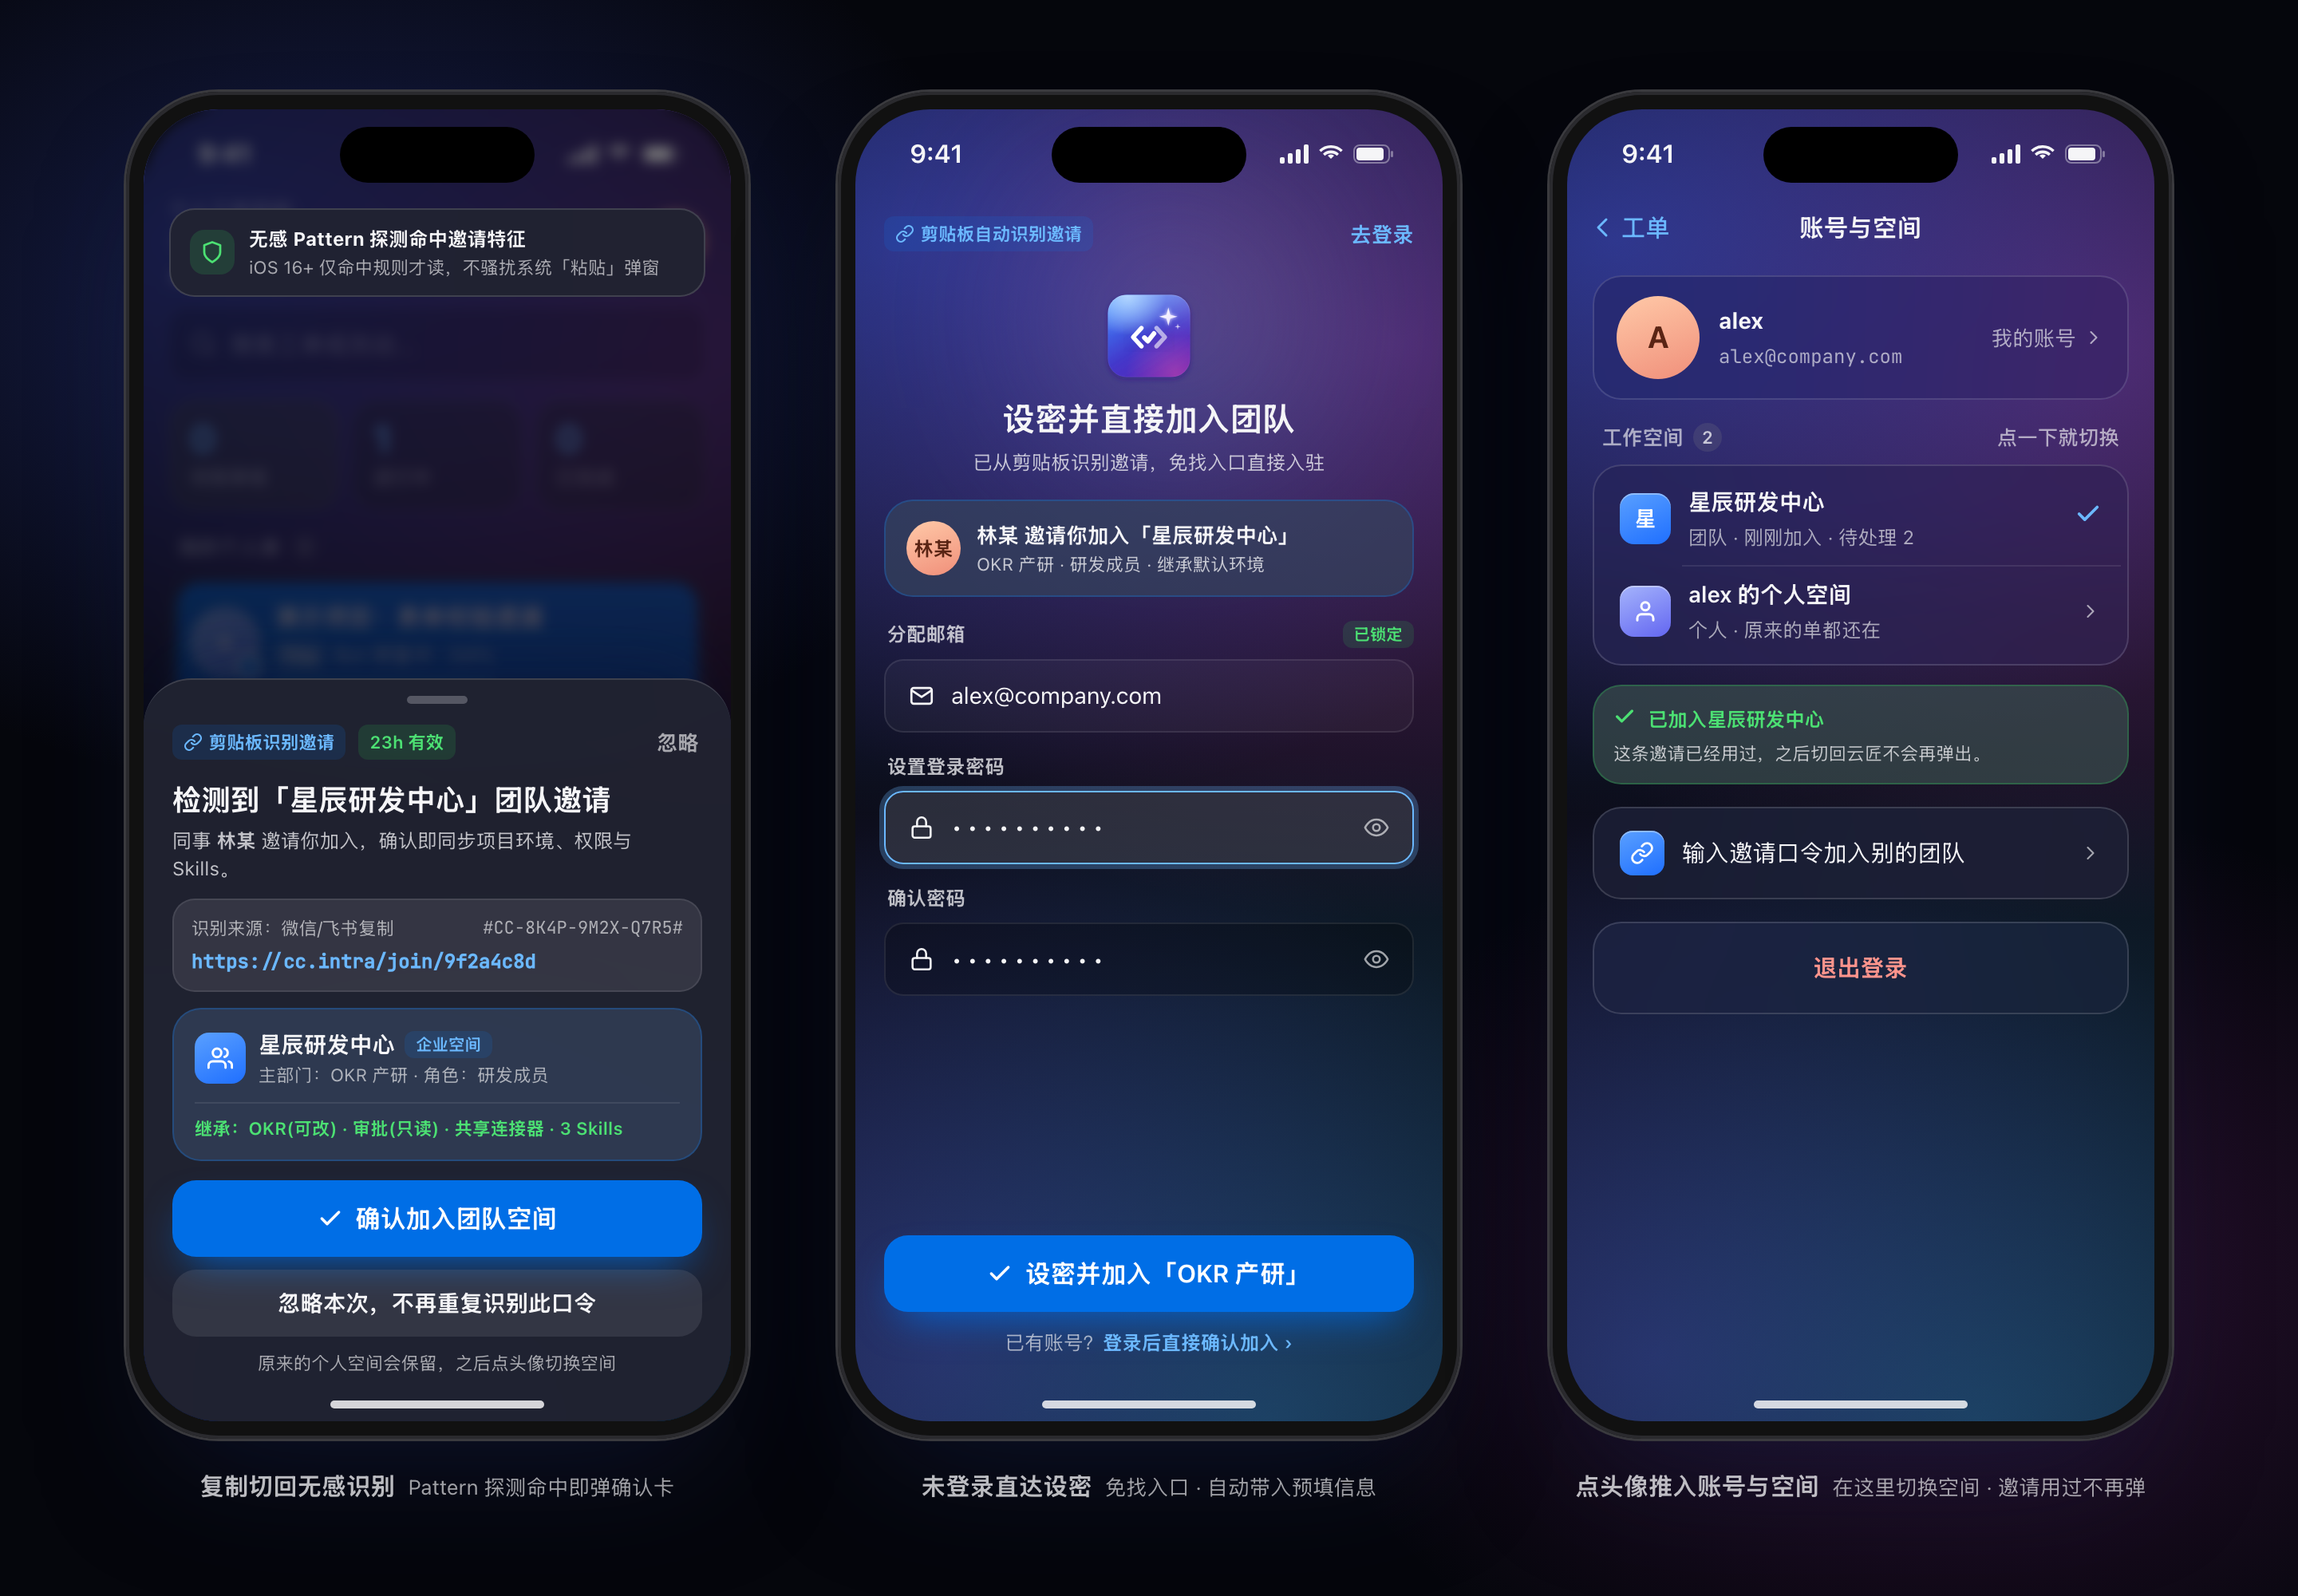 无感 Pattern 探测命中邀请特征
iOS 16+ 仅命中规则才读，不骚扰系统「粘贴」弹窗
剪贴板识别邀请
23h 有效
忽略
检测到「星辰研发中心」团队邀请
同事 林某 邀请你加入，确认即同步项目环境、权限与
Skills。
识别来源：微信/飞书复制
#CC-8K4P-9M2X-Q7R5#
https://cc.intra/join/9f2a4c8d
星辰研发中心 企业空间
主部门：OKR 产研 · 角色：研发成员
继承：OKR(可改) · 审批(只读) · 共享连接器 · 3 Skills
确认加入团队空间
忽略本次，不再重复识别此口令
原来的个人空间会保留，之后点头像切换空间
复制切回无感识别 Pattern 探测命中即弹确认卡
9:41
剪贴板自动识别邀请
去登录
设密并直接加入团队
已从剪贴板识别邀请，免找入口直接入驻
林某
林某 邀请你加入「星辰研发中心」
OKR 产研 · 研发成员 · 继承默认环境
分配邮箱
已锁定
alex@company.com
设置登录密码
确认密码
设密并加入「OKR 产研」
已有账号？ 登录后直接确认加入 ›
未登录直达设密 免找入口 · 自动带入预填信息
9:41
工单
账号与空间
A
alex
alex@company.com
我的账号
工作空间 2
点一下就切换
星
星辰研发中心
团队 · 刚刚加入 · 待处理 2
alex 的个人空间
个人 · 原来的单都还在
已加入星辰研发中心
这条邀请已经用过，之后切回云匠不会再弹出。
输入邀请口令加入别的团队
退出登录
点头像推入账号与空间 在这里切换空间 · 邀请用过不再弹